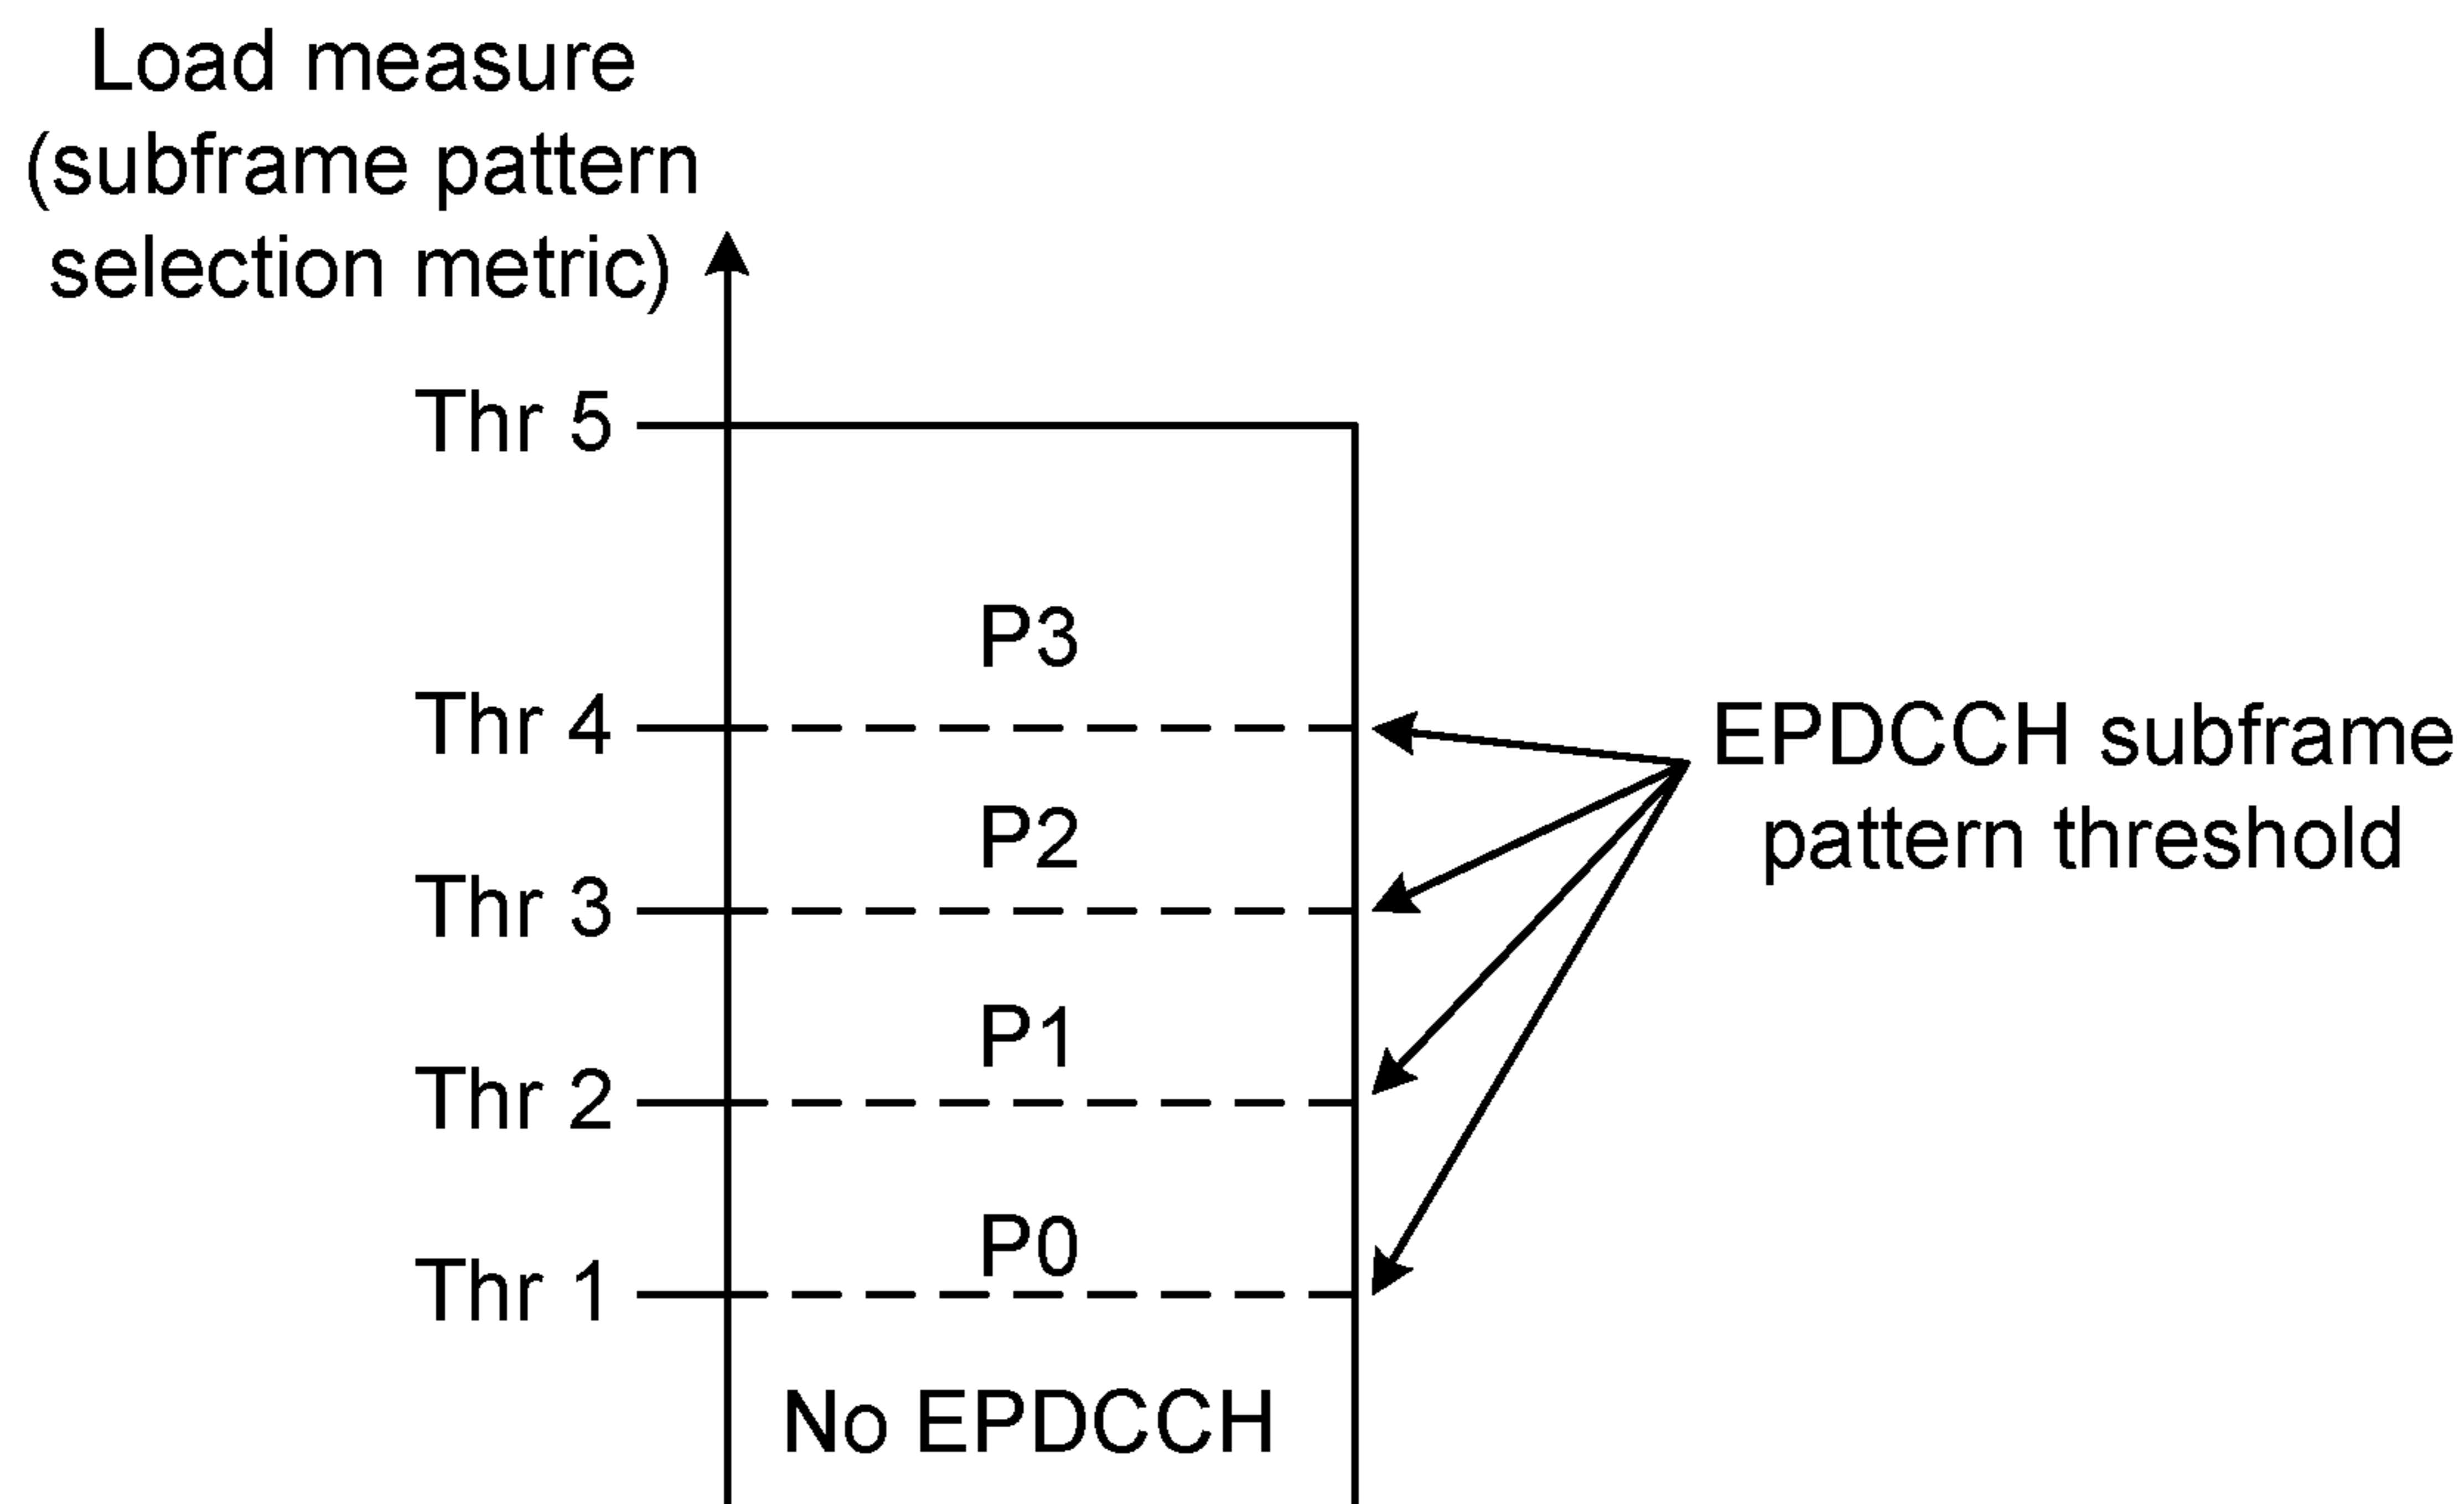 Load measure
(subframe pattern
selection metric)
Thr 5
P3
Thr 4
EPDCCH subframe
pattern threshold
P2
Thr 3
P1
Thr 2
P0
Thr 1
No EPDCCH